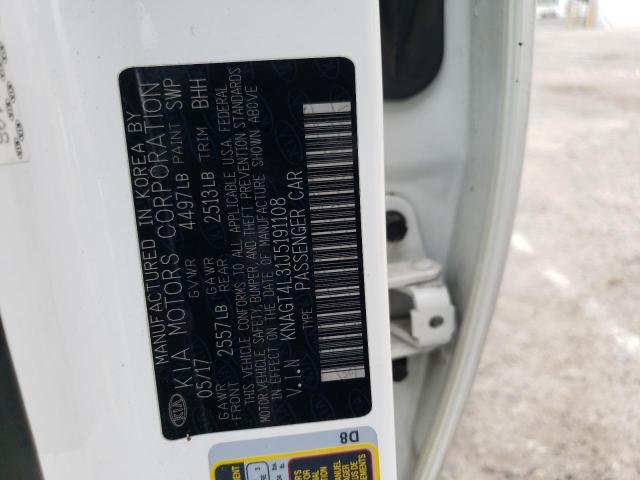 MANUFACTURED IN KOREA BY
KIA MOTORS CORPORATION
05/17 GVWR 4497LB PAINT SWP
GAWR FRONT 2557LB GAWR REAR 2513LB TRIM BHH
THIS VEHICLE CONFORMS TO ALL APPLICABLE U.S.A. FEDERAL
MOTOR VEHICLE SAFETY, BUMPER AND THEFT PREVENTION STANDARDS
IN EFFECT ON THE DATE OF MANUFACTURE SHOWN ABOVE
V.I.N KNAGT4L31J5191108
TYPE: PASSENGER CAR
KIA
D8